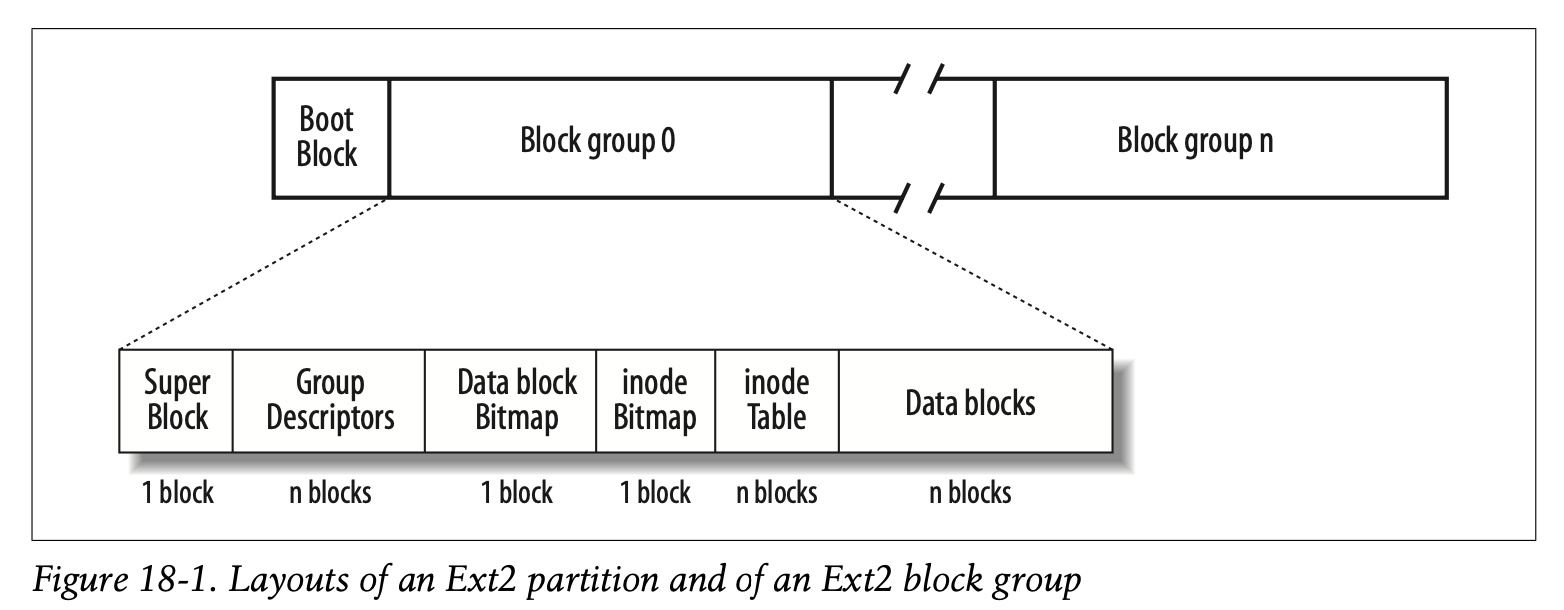 Boot
Block
Block group 0
Block group n
Super
Block
Group
Descriptors
Data block
Bitmap
inode
Bitmap
inode
Table
Data blocks
1 block
n blocks
1 block
1 block
n blocks
n blocks
Figure 18-1. Layouts of an Ext2 partition and of an Ext2 block group